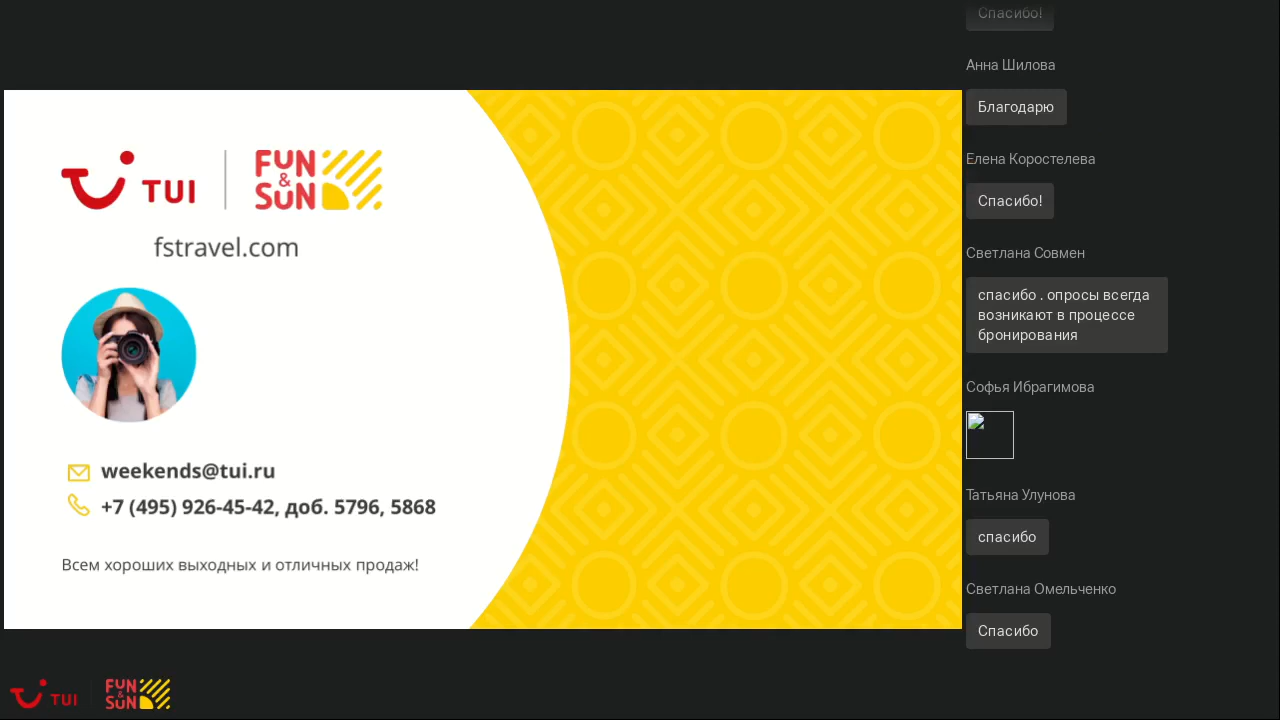 TUI
FUN
&
SUN
fstravel.com
weekends@tui.ru
+7 (495) 926-45-42, доб. 5796, 5868
Всем хороших выходных и отличных продаж!
Спасибо!
Анна Шилова
Благодарю
Елена Коростелева
Спасибо!
Светлана Совмен
спасибо . опросы всегда
возникают в процессе
бронирования
Софья Ибрагимова
Татьяна Улунова
спасибо
Светлана Омельченко
Спасибо
TUI
FUN
&
SUN